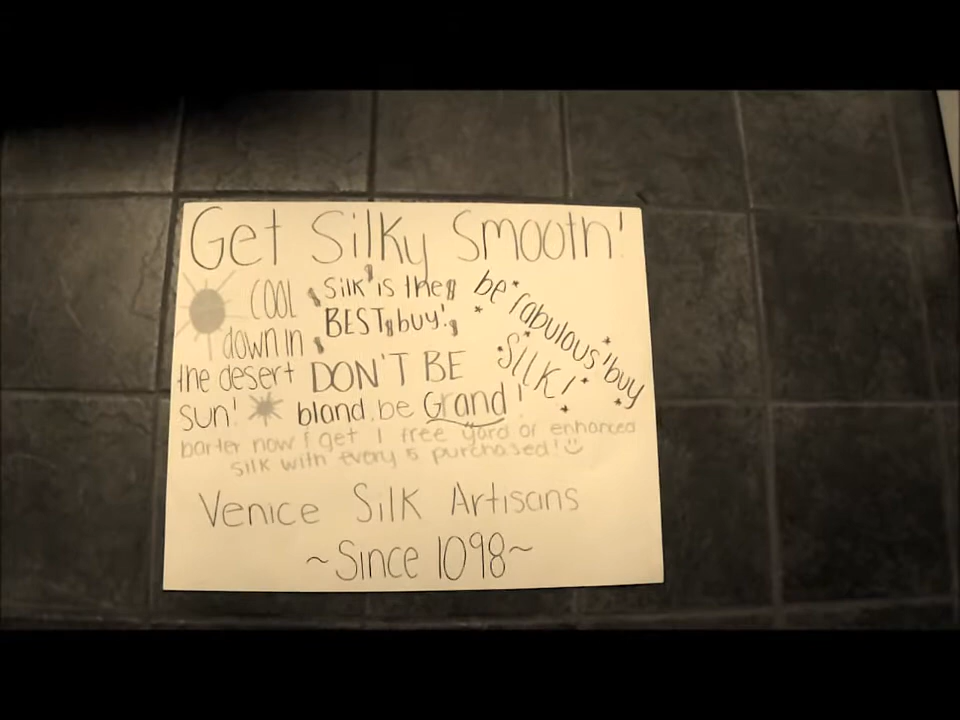 Get Silky Smooth!
COOL
down in
the desert
sun!
Silk is the
BEST buy!
DON'T BE
bland, be Grand!
be fabulous! buy
SILK!
barter now & get 1 free yard of enhanced
silk with every 5 purchased!
Venice Silk Artisans
~Since 1098~